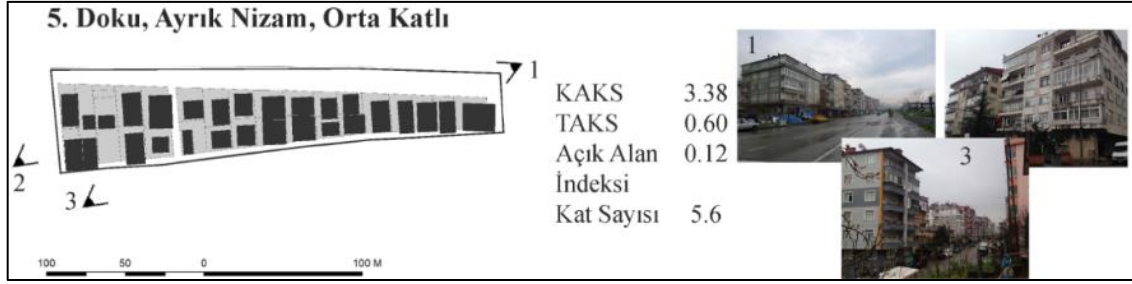 5. Doku, Ayrık Nizam, Orta Katlı
1
2
3
100 50 0 100 M
KAKS 3.38
TAKS 0.60
Açık Alan 0.12
İndeksi
Kat Sayısı 5.6
1
3